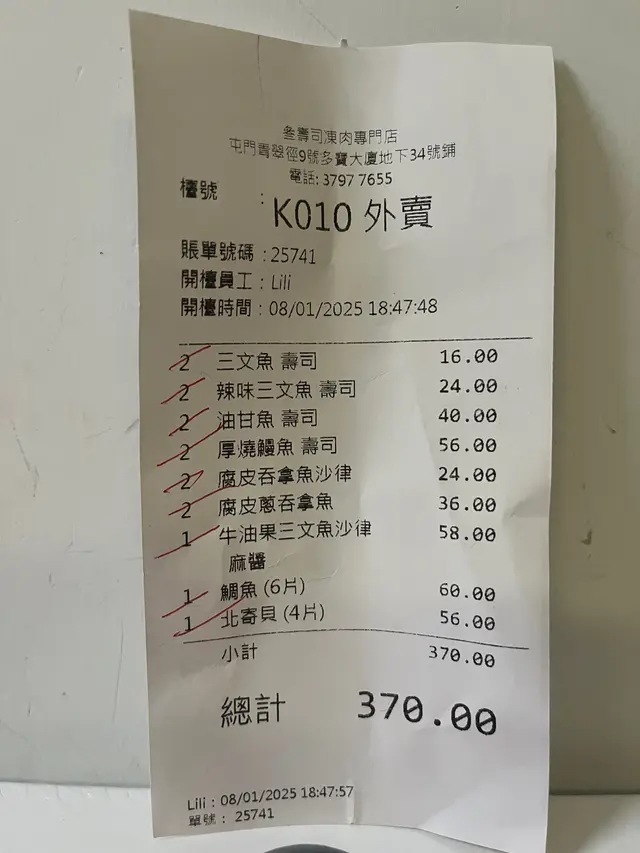 叁壽司凍肉專門店
屯門青翠徑9號多寶大廈地下34號鋪
電話: 3797 7655
檯號 : K010 外賣
賬單號碼 : 25741
開檯員工 : Lili
開檯時間 : 08/01/2025 18:47:48
2 三文魚 壽司 16.00
2 辣味三文魚 壽司 24.00
2 油甘魚 壽司 40.00
2 厚燒鰻魚 壽司 56.00
2 腐皮吞拿魚沙律 24.00
2 腐皮蔥吞拿魚 36.00
1 牛油果三文魚沙律 58.00
麻醬
1 鯛魚 (6片) 60.00
1 北寄貝 (4片) 56.00
小計 370.00
總計 370.00
Lili : 08/01/2025 18:47:57
單號 : 25741